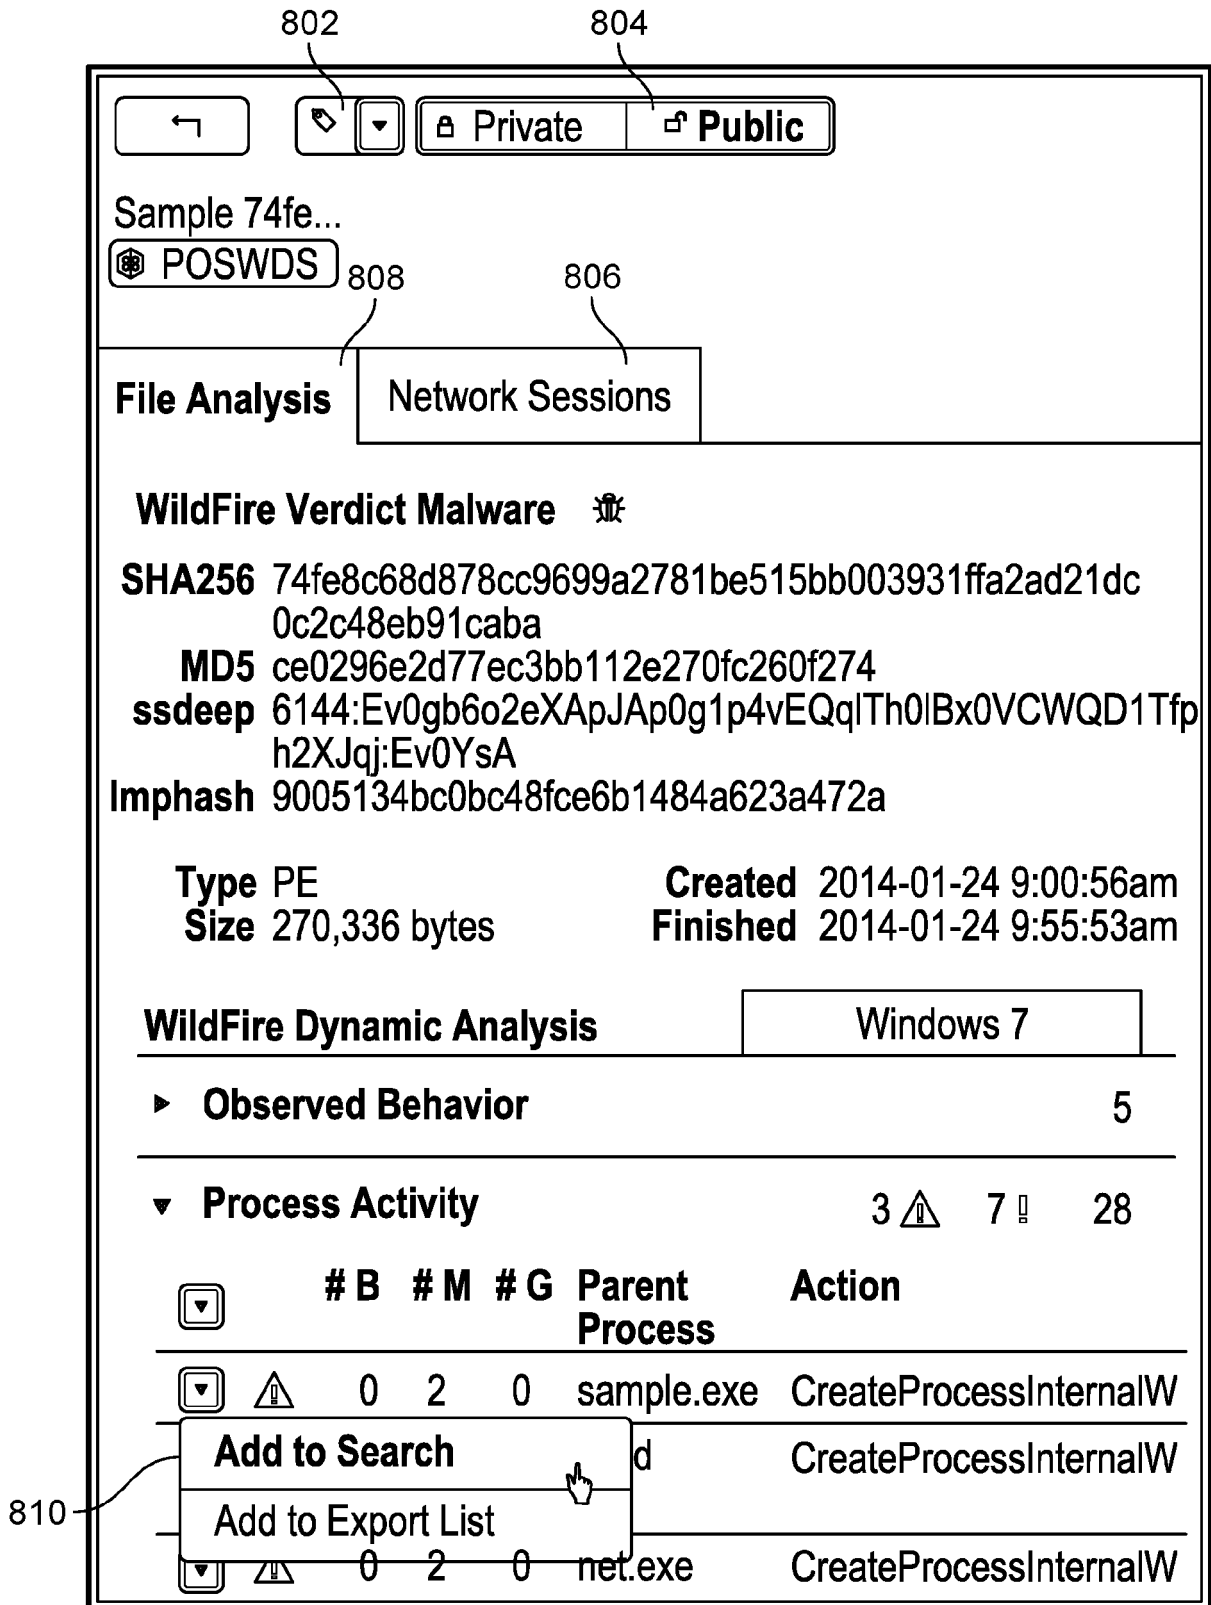 802 804
Private Public
Sample 74fe...
POSWDS
808 806
File Analysis Network Sessions
WildFire Verdict Malware
SHA256 74fe8c68d878cc9699a2781be515bb003931ffa2ad21dc
0c2c48eb91caba
MD5 ce0296e2d77ec3bb112e270fc260f274
ssdeep 6144:Ev0gb6o2eXApJAp0g1p4vEQqlTh0lBx0VCWQD1Tfp
h2XJqj:Ev0YsA
Imphash 9005134bc0bc48fce6b1484a623a472a
Type PE Created 2014-01-24 9:00:56am
Size 270,336 bytes Finished 2014-01-24 9:55:53am
WildFire Dynamic Analysis Windows 7
Observed Behavior 5
Process Activity 3 7 28
# B # M # G Parent Action
Process
0 2 0 sample.exe CreateProcessInternalW
Add to Search d CreateProcessInternalW
810 Add to Export List
0 2 0 net.exe CreateProcessInternalW